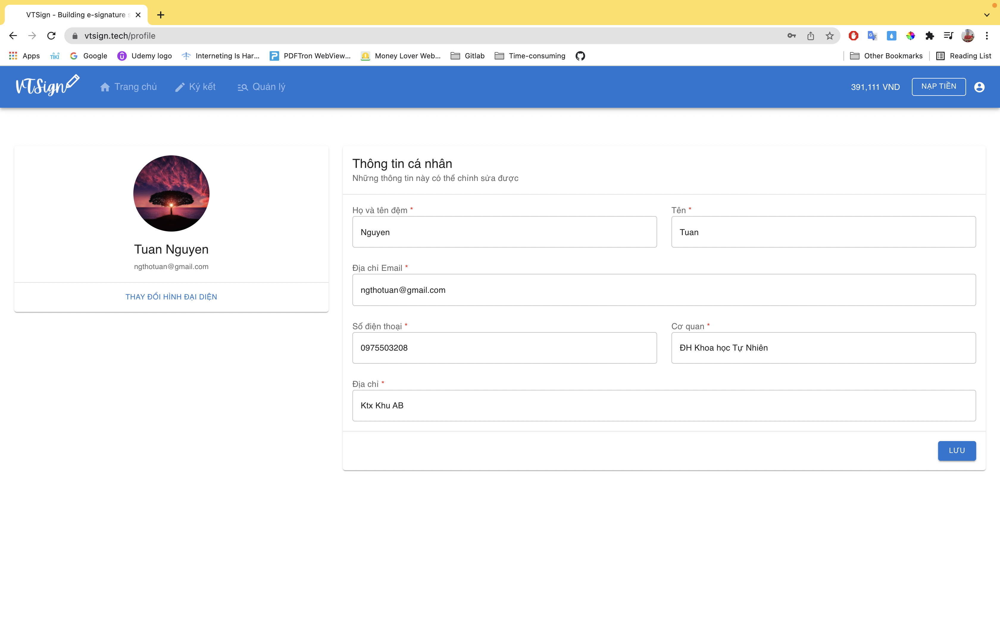 VTSign - Building e-signature s
vtsign.tech/profile
Apps
TIKI
Google
Udemy logo
Interneting Is Har...
PDFTron WebView...
Money Lover Web...
Gitlab
Time-consuming
Other Bookmarks
Reading List
VTSign
Trang chủ
Ký kết
Quản lý
391,111 VND
NẠP TIỀN
Tuan Nguyen
ngthotuan@gmail.com
THAY ĐỔI HÌNH ĐẠI DIỆN
Thông tin cá nhân
Những thông tin này có thể chỉnh sửa được
Họ và tên đệm *
Tên *
Nguyen
Tuan
Địa chỉ Email *
ngthotuan@gmail.com
Số điện thoại *
Cơ quan *
0975503208
ĐH Khoa học Tự Nhiên
Địa chỉ *
Ktx Khu AB
LƯU